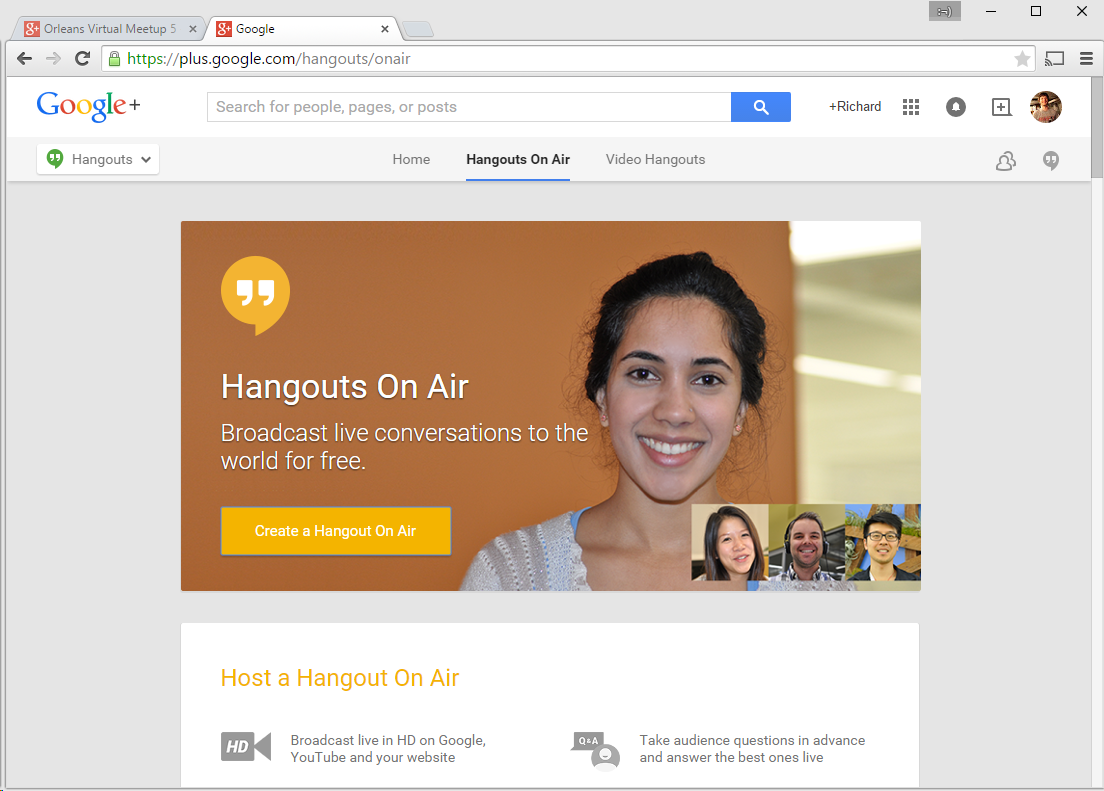 :=)
Orleans Virtual Meetup 5
Google
https://plus.google.com/hangouts/onair
Google+
Search for people, pages, or posts
+Richard
Hangouts
Home
Hangouts On Air
Video Hangouts
Hangouts On Air
Broadcast live conversations to the
world for free.
Create a Hangout On Air
Host a Hangout On Air
HD
Broadcast live in HD on Google,
YouTube and your website
Q&A
Take audience questions in advance
and answer the best ones live